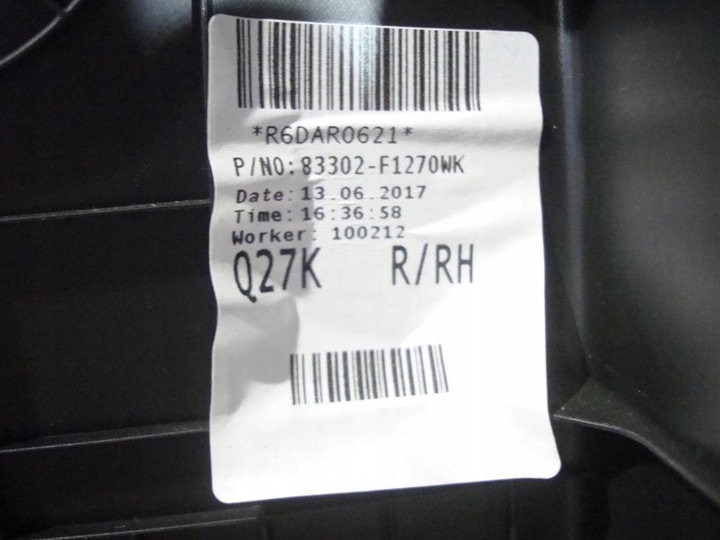 *R6DAR0621*
P/NO:83302-F1270WK
Date:13.06.2017
Time:16:36:58
Worker: 100212
Q27K R/RH